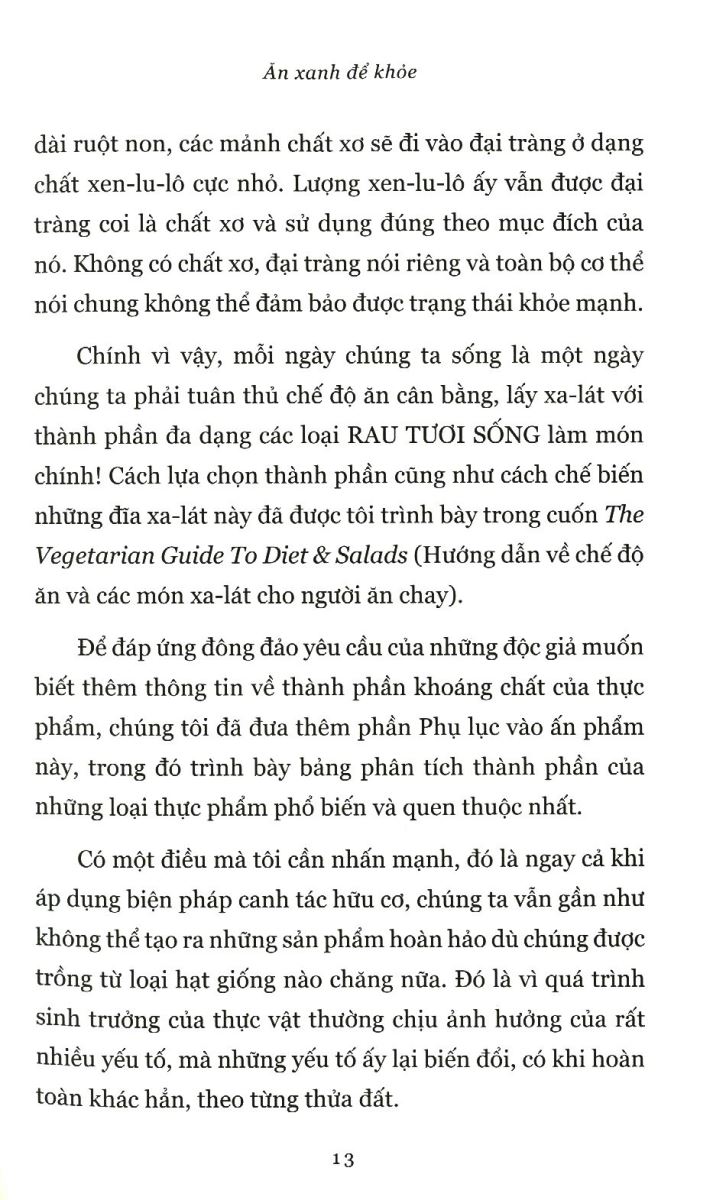 Ăn xanh để khỏe
dài ruột non, các mảnh chất xơ sẽ đi vào đại tràng ở dạng
chất xen-lu-lô cực nhỏ. Lượng xen-lu-lô ấy vẫn được đại
tràng coi là chất xơ và sử dụng đúng theo mục đích của
nó. Không có chất xơ, đại tràng nói riêng và toàn bộ cơ thể
nói chung không thể đảm bảo được trạng thái khỏe mạnh.
Chính vì vậy, mỗi ngày chúng ta sống là một ngày
chúng ta phải tuân thủ chế độ ăn cân bằng, lấy xa-lát với
thành phần đa dạng các loại RAU TƯƠI SỐNG làm món
chính! Cách lựa chọn thành phần cũng như cách chế biến
những đĩa xa-lát này đã được tôi trình bày trong cuốn The
Vegetarian Guide To Diet & Salads (Hướng dẫn về chế độ
ăn và các món xa-lát cho người ăn chay).
Để đáp ứng đông đảo yêu cầu của những độc giả muốn
biết thêm thông tin về thành phần khoáng chất của thực
phẩm, chúng tôi đã đưa thêm phần Phụ lục vào ấn phẩm
này, trong đó trình bày bảng phân tích thành phần của
những loại thực phẩm phổ biến và quen thuộc nhất.
Có một điều mà tôi cần nhấn mạnh, đó là ngay cả khi
áp dụng biện pháp canh tác hữu cơ, chúng ta vẫn gần như
không thể tạo ra những sản phẩm hoàn hảo dù chúng được
trồng từ loại hạt giống nào chăng nữa. Đó là vì quá trình
sinh trưởng của thực vật thường chịu ảnh hưởng của rất
nhiều yếu tố, mà những yếu tố ấy lại biến đổi, có khi hoàn
toàn khác hẳn, theo từng thửa đất.
13